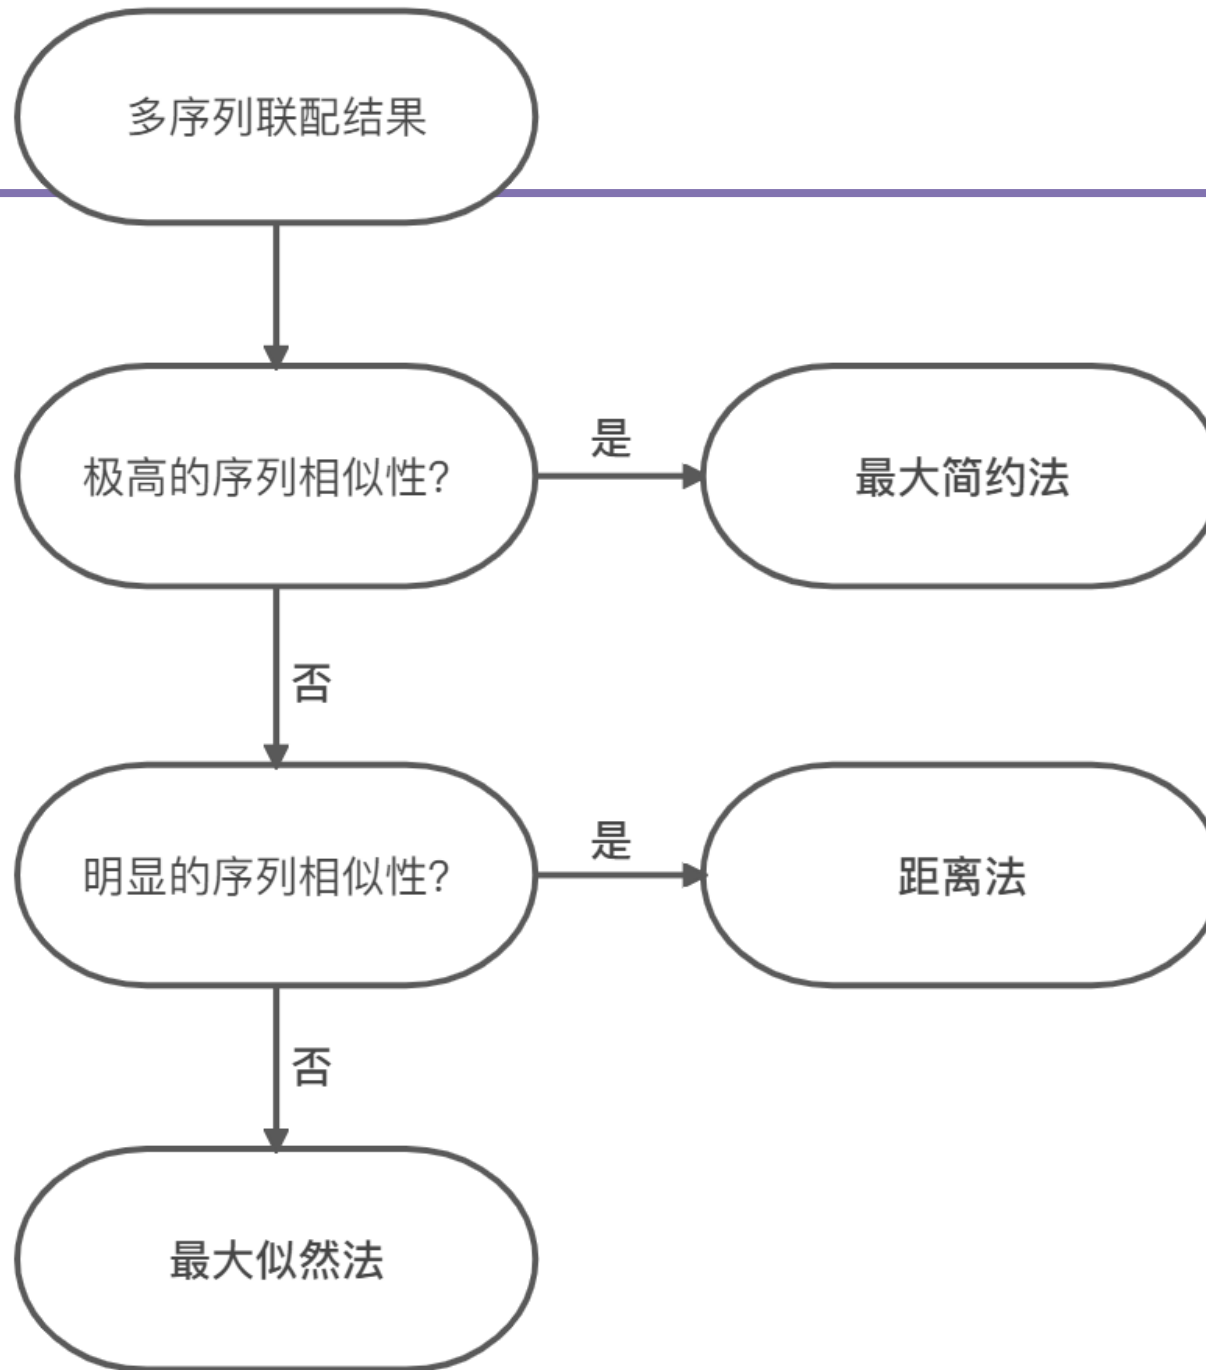 多序列联配结果
极高的序列相似性?
是
最大简约法
否
明显的序列相似性?
是
距离法
否
最大似然法